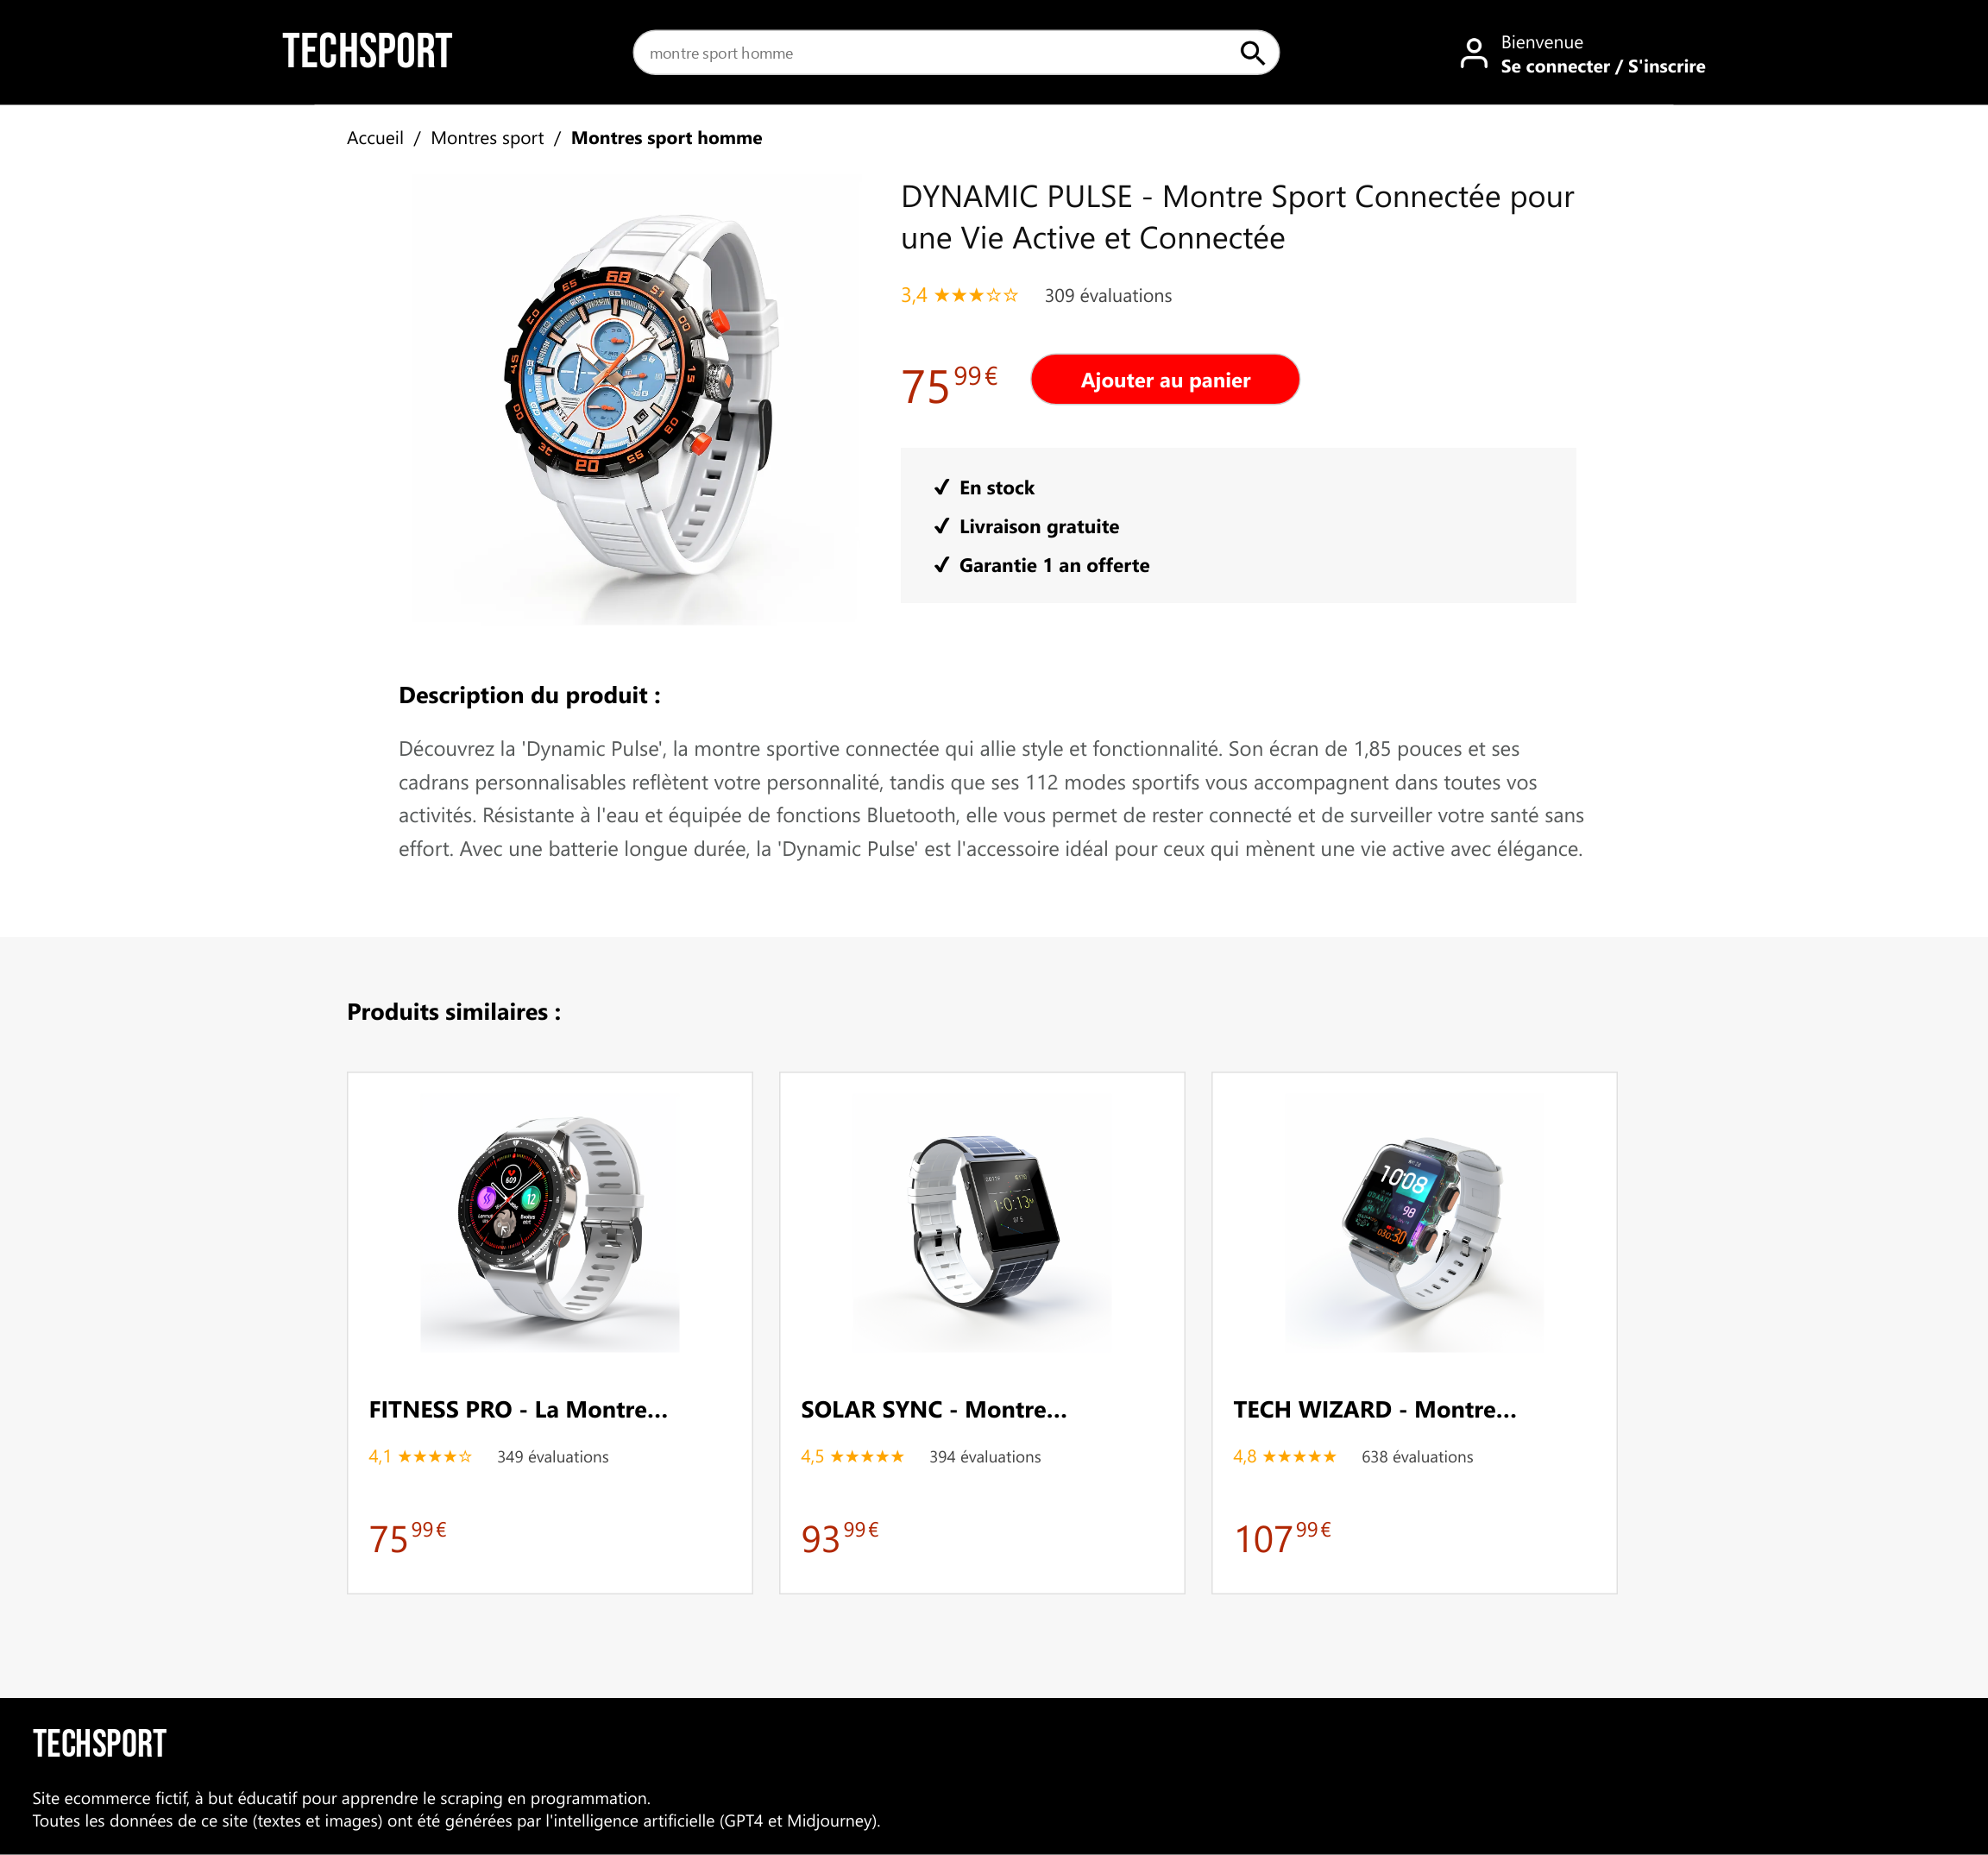 TECHSPORT
montre sport homme
Bienvenue
Se connecter / S'inscrire
Accueil / Montres sport / Montres sport homme
DYNAMIC PULSE - Montre Sport Connectée pour
une Vie Active et Connectée
3,4 ★★★☆☆ 309 évaluations
75 99 €
Ajouter au panier
✔ En stock
✔ Livraison gratuite
✔ Garantie 1 an offerte
Description du produit :
Découvrez la 'Dynamic Pulse', la montre sportive connectée qui allie style et fonctionnalité. Son écran de 1,85 pouces et ses
cadrans personnalisables reflètent votre personnalité, tandis que ses 112 modes sportifs vous accompagnent dans toutes vos
activités. Résistante à l'eau et équipée de fonctions Bluetooth, elle vous permet de rester connecté et de surveiller votre santé sans
effort. Avec une batterie longue durée, la 'Dynamic Pulse' est l'accessoire idéal pour ceux qui mènent une vie active avec élégance.
Produits similaires :
FITNESS PRO - La Montre...
4,1 ★★★★☆ 349 évaluations
75 99 €
SOLAR SYNC - Montre...
4,5 ★★★★★ 394 évaluations
93 99 €
TECH WIZARD - Montre...
4,8 ★★★★★ 638 évaluations
107 99 €
TECHSPORT
Site ecommerce fictif, à but éducatif pour apprendre le scraping en programmation.
Toutes les données de ce site (textes et images) ont été générées par l'intelligence artificielle (GPT4 et Midjourney).